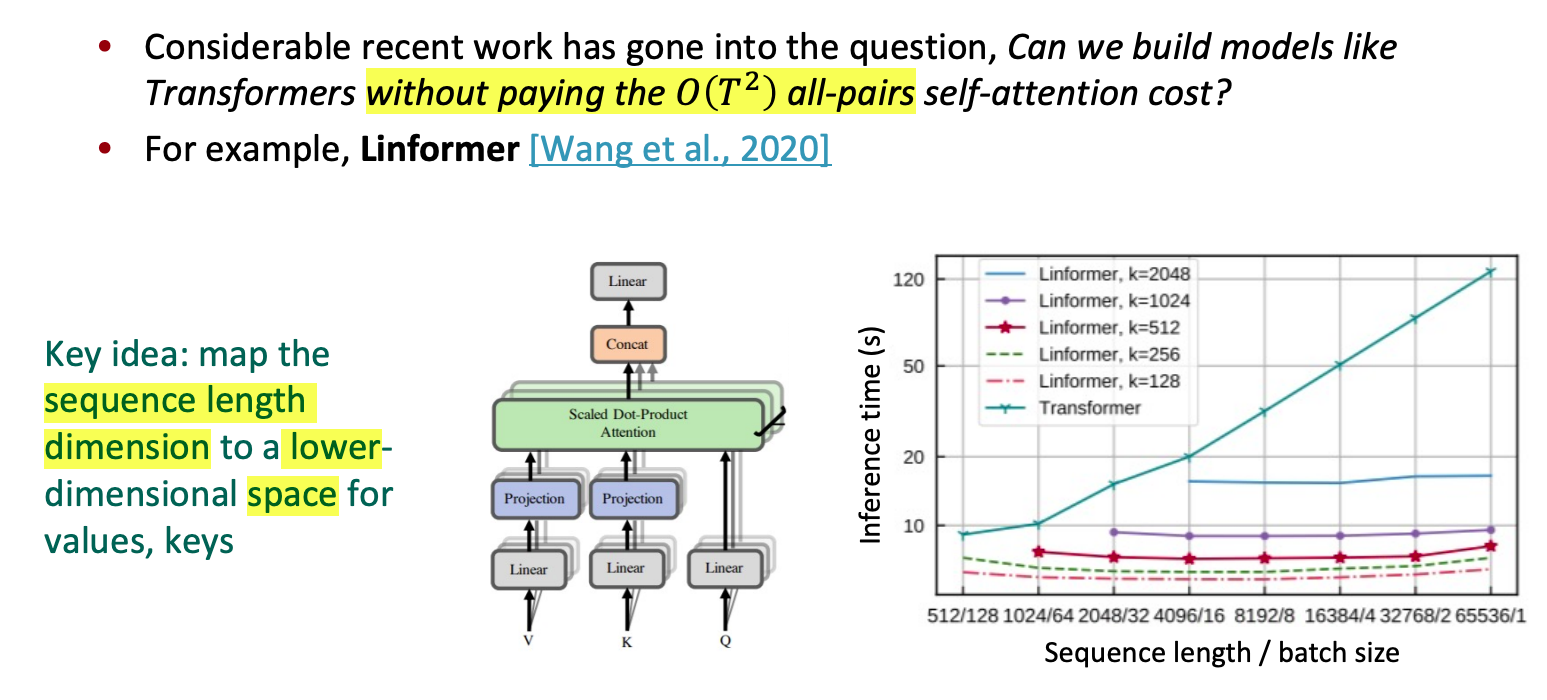 • Considerable recent work has gone into the question, Can we build models like
Transformers without paying the O(T²) all-pairs self-attention cost?
• For example, Linformer [Wang et al., 2020]
Key idea: map the
sequence length
dimension to a lower-
dimensional space for
values, keys
Linear
Concat
Scaled Dot-Product
Attention
Projection
Projection
Linear
Linear
Linear
V
K
Q
Inference time (s)
120
50
20
10
Linformer, k=2048
Linformer, k=1024
Linformer, k=512
Linformer, k=256
Linformer, k=128
Transformer
512/128 1024/64 2048/32 4096/16 8192/8 16384/4 32768/2 65536/1
Sequence length / batch size